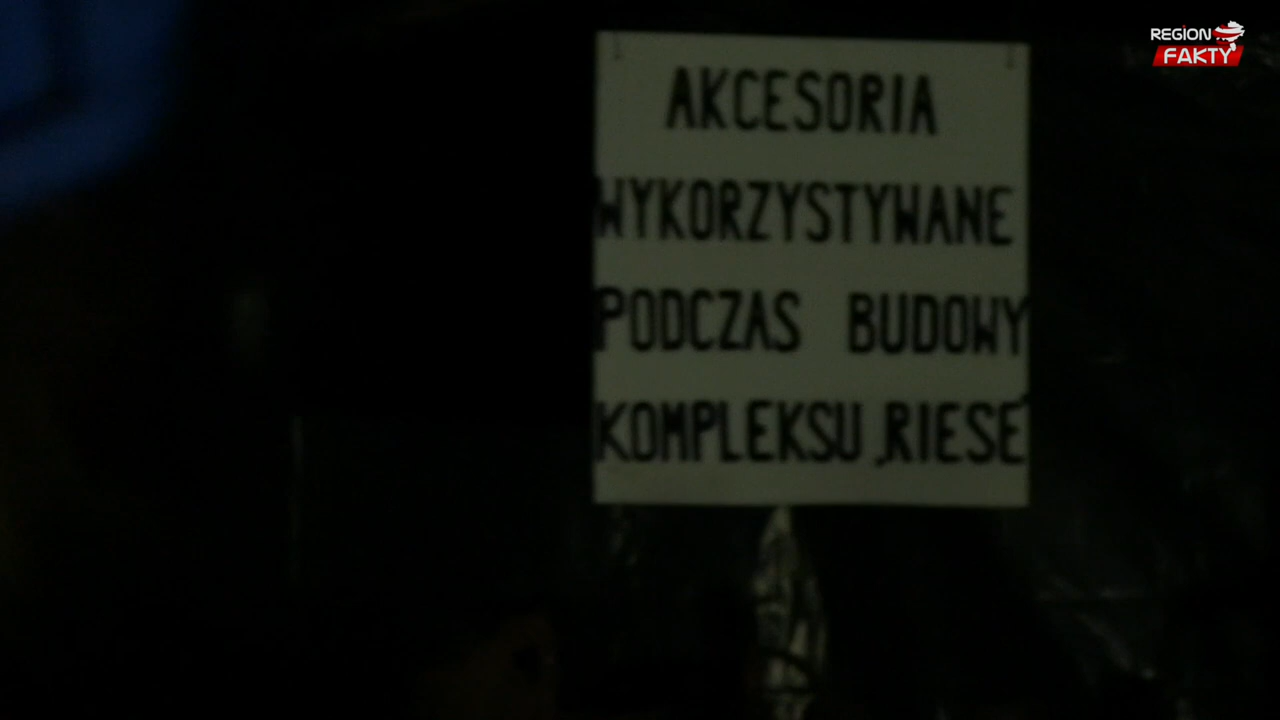 REGION
FAKTY
AKCESORIA
WYKORZYSTYWANE
PODCZAS BUDOWY
KOMPLEKSU „RIESE”